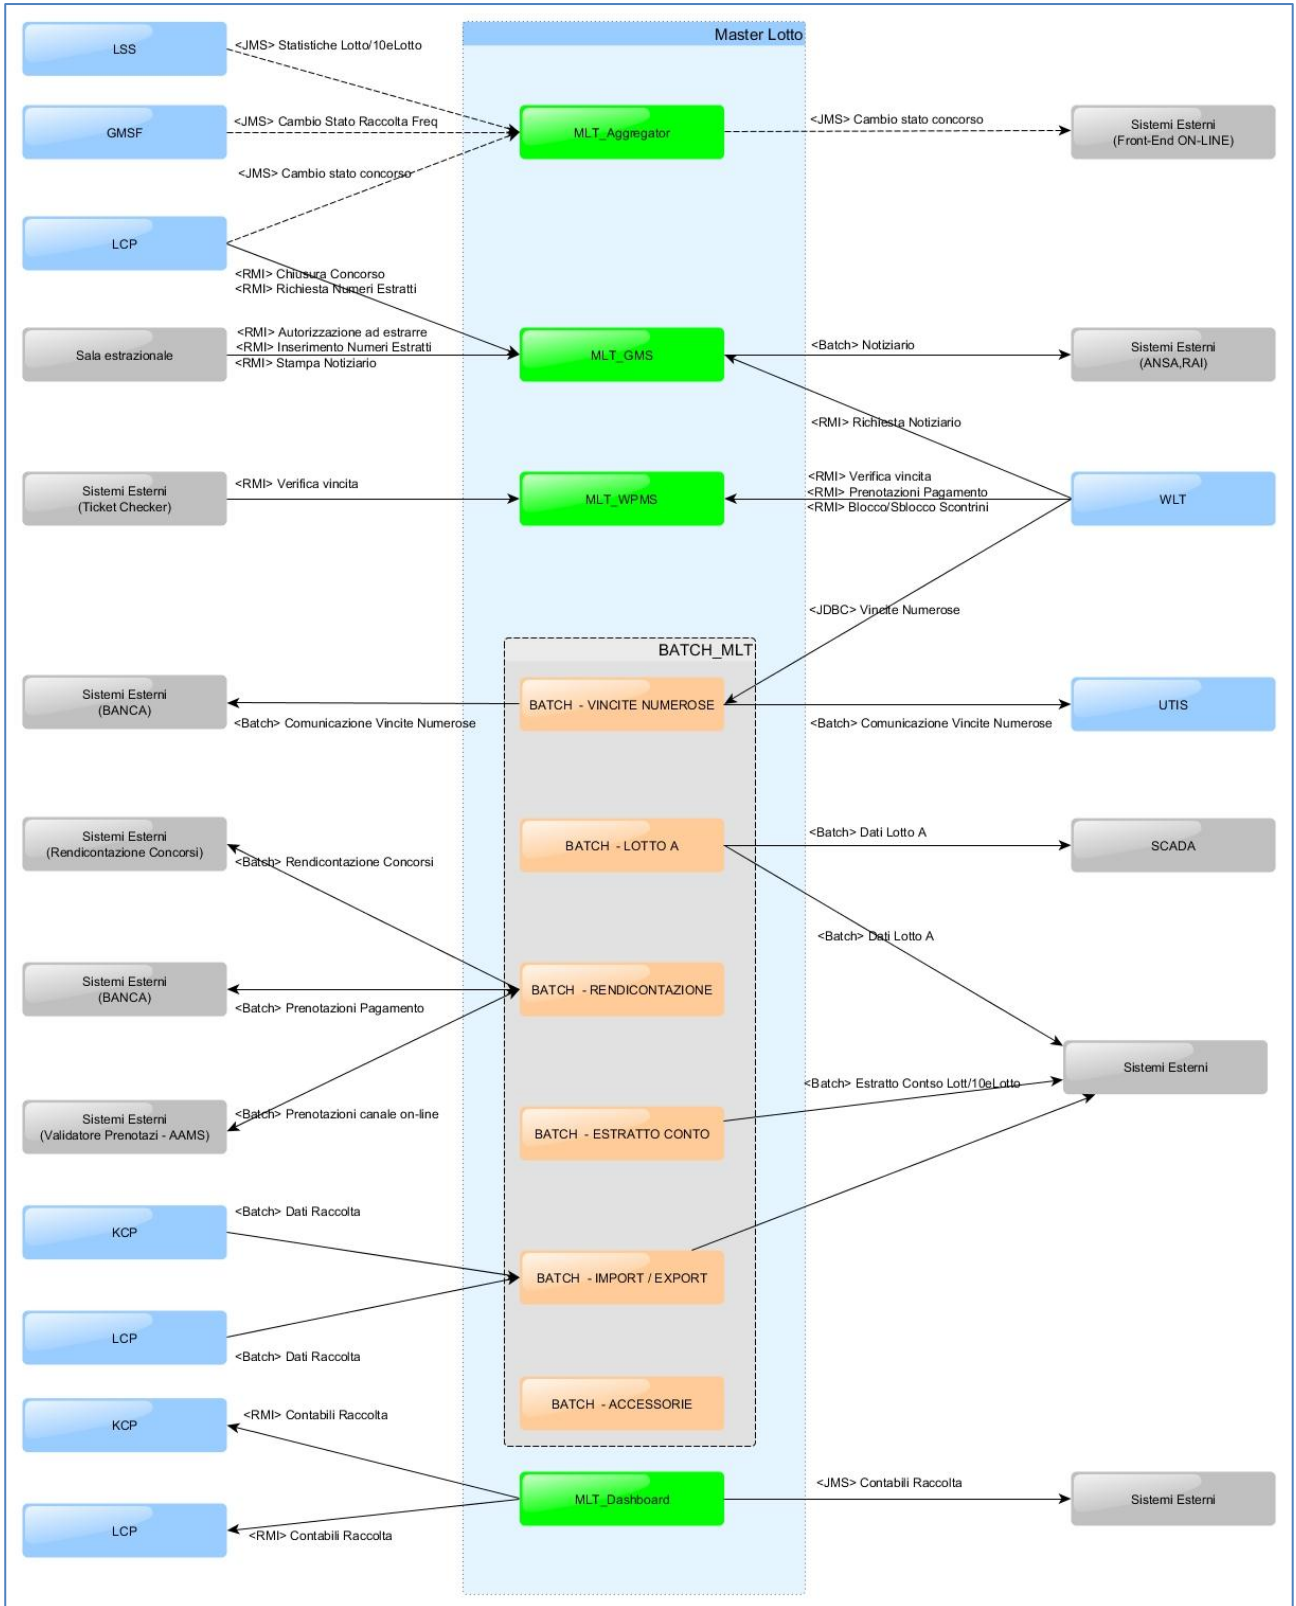 Master Lotto
LSS
<JMS> Statistiche Lotto/10eLotto
GMSF
<JMS> Cambio Stato Raccolta Freq
MLT_Aggregator
<JMS> Cambio stato concorso
Sistemi Esterni
(Front-End ON-LINE)
<JMS> Cambio stato concorso
LCP
<RMI> Chiusura Concorso
<RMI> Richiesta Numeri Estratti
Sala estrazionale
<RMI> Autorizzazione ad estrarre
<RMI> Inserimento Numeri Estratti
<RMI> Stampa Notiziario
MLT_GMS
<Batch> Notiziario
Sistemi Esterni
(ANSA,RAI)
<RMI> Richiesta Notiziario
Sistemi Esterni
(Ticket Checker)
<RMI> Verifica vincita
MLT_WPMS
<RMI> Verifica vincita
<RMI> Prenotazioni Pagamento
<RMI> Blocco/Sblocco Scontrini
WLT
<JDBC> Vincite Numerose
BATCH_MLT
Sistemi Esterni
(BANCA)
<Batch> Comunicazione Vincite Numerose
BATCH - VINCITE NUMEROSE
<Batch> Comunicazione Vincite Numerose
UTIS
Sistemi Esterni
(Rendicontazione Concorsi)
<Batch> Rendicontazione Concorsi
BATCH - LOTTO A
<Batch> Dati Lotto A
SCADA
<Batch> Dati Lotto A
Sistemi Esterni
(BANCA)
<Batch> Prenotazioni Pagamento
BATCH - RENDICONTAZIONE
Sistemi Esterni
<Batch> Estratto Contso Lott/10eLotto
Sistemi Esterni
(Validatore Prenotazi - AAMS)
<Batch> Prenotazioni canale on-line
BATCH - ESTRATTO CONTO
KCP
<Batch> Dati Raccolta
BATCH - IMPORT / EXPORT
LCP
<Batch> Dati Raccolta
BATCH - ACCESSORIE
KCP
<RMI> Contabili Raccolta
MLT_Dashboard
<JMS> Contabili Raccolta
Sistemi Esterni
LCP
<RMI> Contabili Raccolta